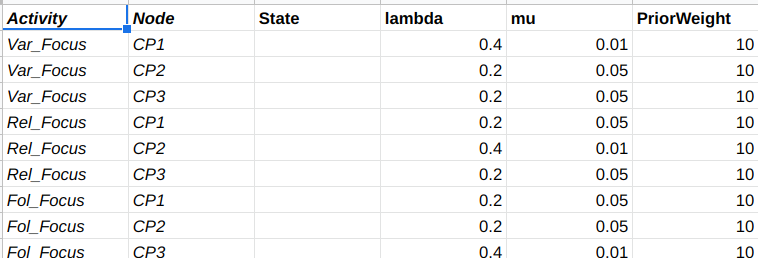 Activity Node State lambda mu PriorWeight
Var_Focus CP1 0.4 0.01 10
Var_Focus CP2 0.2 0.05 10
Var_Focus CP3 0.2 0.05 10
Rel_Focus CP1 0.2 0.05 10
Rel_Focus CP2 0.4 0.01 10
Rel_Focus CP3 0.2 0.05 10
Fol_Focus CP1 0.2 0.05 10
Fol_Focus CP2 0.2 0.05 10
Fol_Focus CP3 0.4 0.01 10